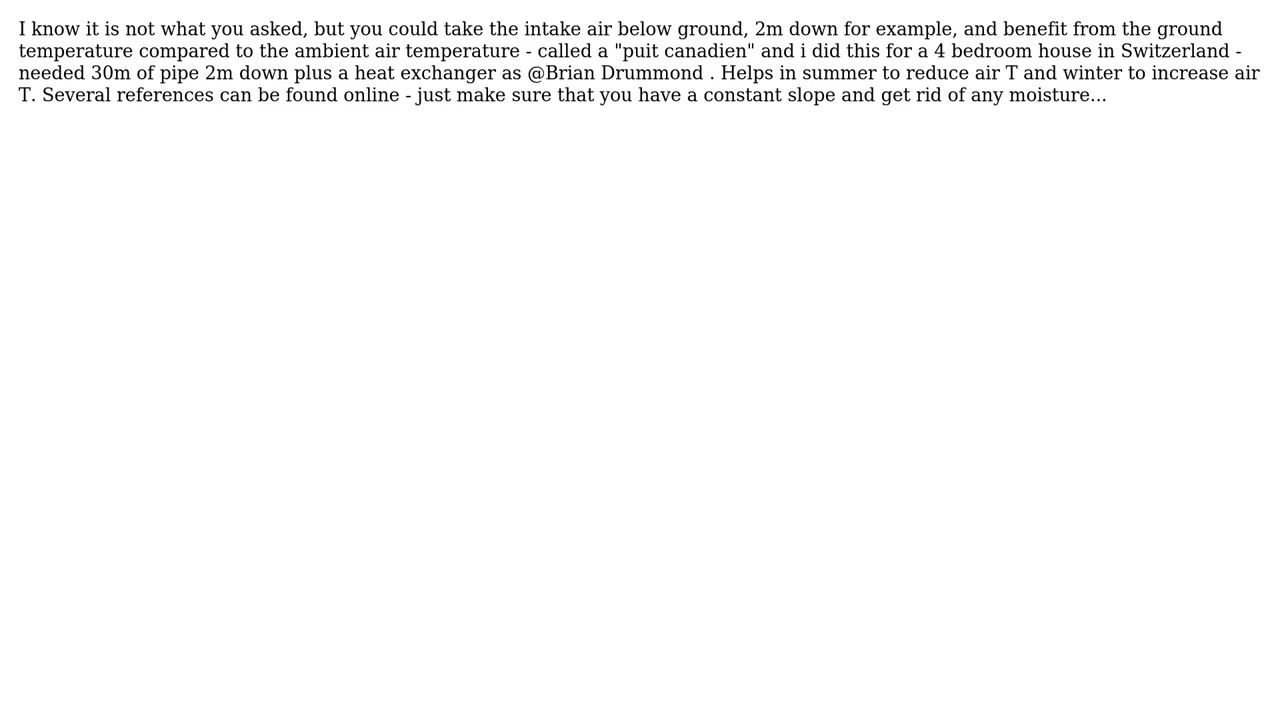 I know it is not what you asked, but you could take the intake air below ground, 2m down for example, and benefit from the ground
temperature compared to the ambient air temperature - called a "puit canadien" and i did this for a 4 bedroom house in Switzerland -
needed 30m of pipe 2m down plus a heat exchanger as @Brian Drummond . Helps in summer to reduce air T and winter to increase air
T. Several references can be found online - just make sure that you have a constant slope and get rid of any moisture...